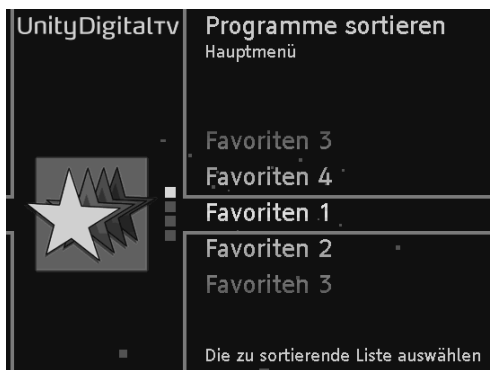 UnityDigitalTV
Programme sortieren
Hauptmenü
Favoriten 3
Favoriten 4
Favoriten 1
Favoriten 2
Favoriten 3
Die zu sortierende Liste auswählen